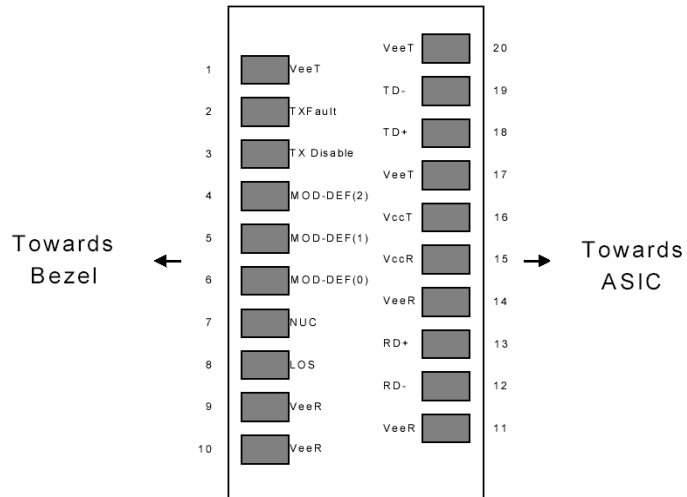 VeeT 20
1 VeeT
TD- 19
2 TXFault
TD+ 18
3 TX Disable
VeeT 17
4 MOD-DEF(2)
VccT 16
5 MOD-DEF(1)
Towards
Bezel
VccR 15
Towards
ASIC
6 MOD-DEF(0)
VeeR 14
7 NUC
RD+ 13
8 LOS
RD- 12
9 VeeR
VeeR 11
10 VeeR